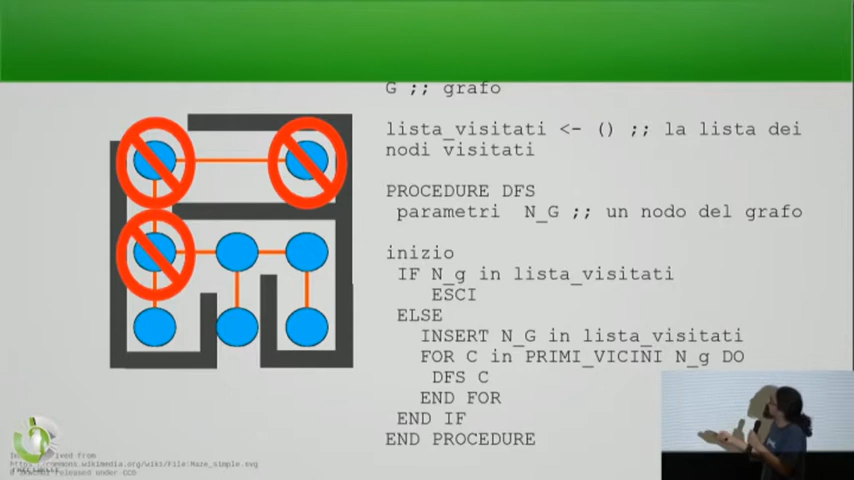 G ;; grafo
lista_visitati <- () ;; la lista dei
nodi visitati
PROCEDURE DFS
parametri N_G ;; un nodo del grafo
inizio
IF N_g in lista_visitati
ESCI
ELSE
INSERT N_G in lista_visitati
FOR C in PRIMI_VICINI N_g DO
DFS C
END FOR
END IF
END PROCEDURE
from
commons.wikimedia.org/wiki/File:Maze_simple.svg
released under CC0